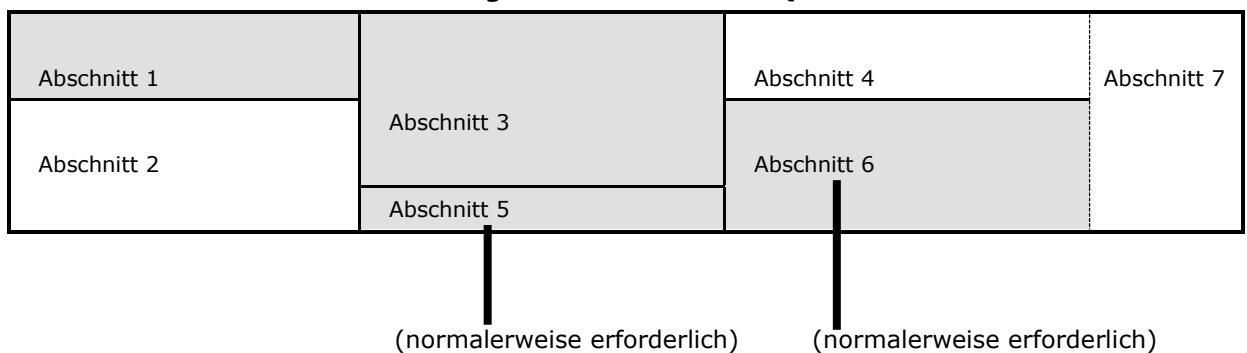 Abschnitt 1
Abschnitt 2
Abschnitt 3
Abschnitt 5
Abschnitt 4
Abschnitt 6
Abschnitt 7
(normalerweise erforderlich)
(normalerweise erforderlich)